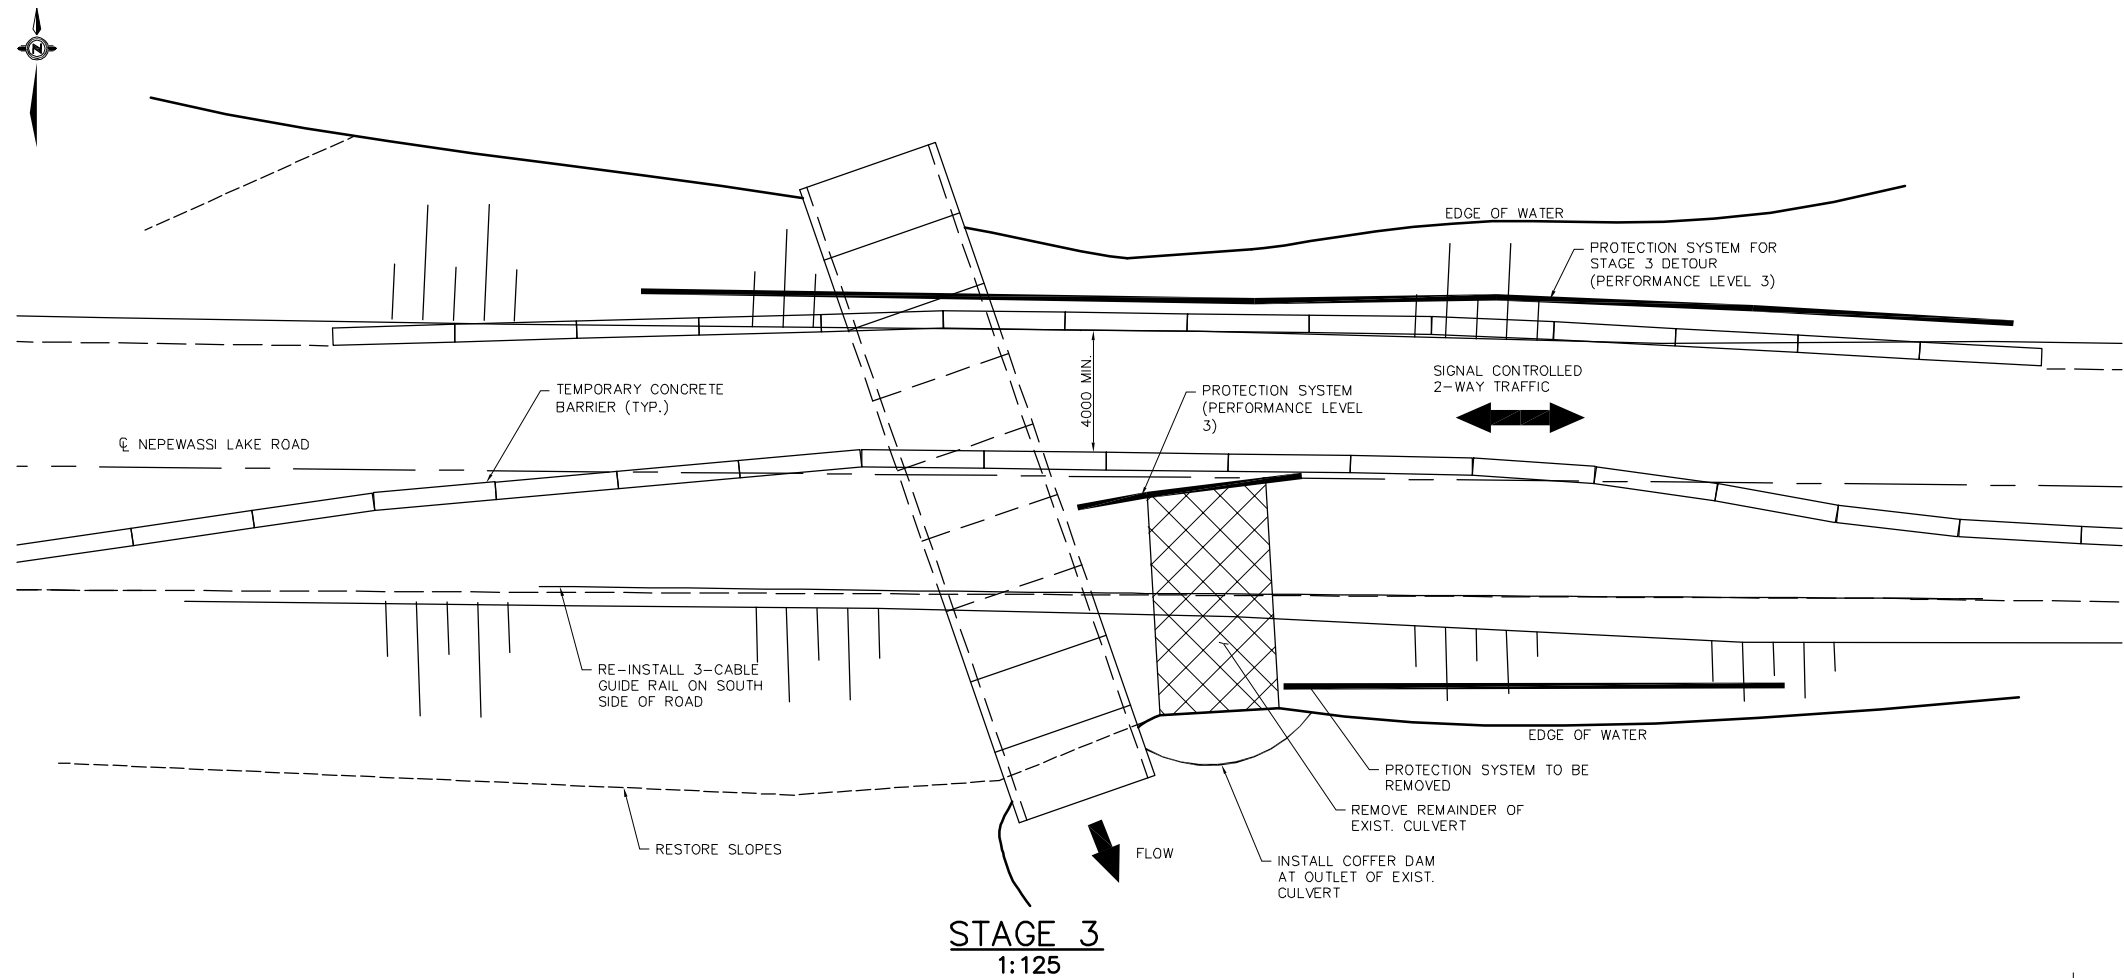 N
EDGE OF WATER
PROTECTION SYSTEM FOR
STAGE 3 DETOUR
(PERFORMANCE LEVEL 3)
4000 MIN.
SIGNAL CONTROLLED
2-WAY TRAFFIC
TEMPORARY CONCRETE
BARRIER (TYP.)
PROTECTION SYSTEM
(PERFORMANCE LEVEL
3)
℄ NEPEWASSI LAKE ROAD
RE-INSTALL 3-CABLE
GUIDE RAIL ON SOUTH
SIDE OF ROAD
EDGE OF WATER
PROTECTION SYSTEM TO BE
REMOVED
REMOVE REMAINDER OF
EXIST. CULVERT
RESTORE SLOPES
FLOW
INSTALL COFFER DAM
AT OUTLET OF EXIST.
CULVERT
STAGE 3
1:125